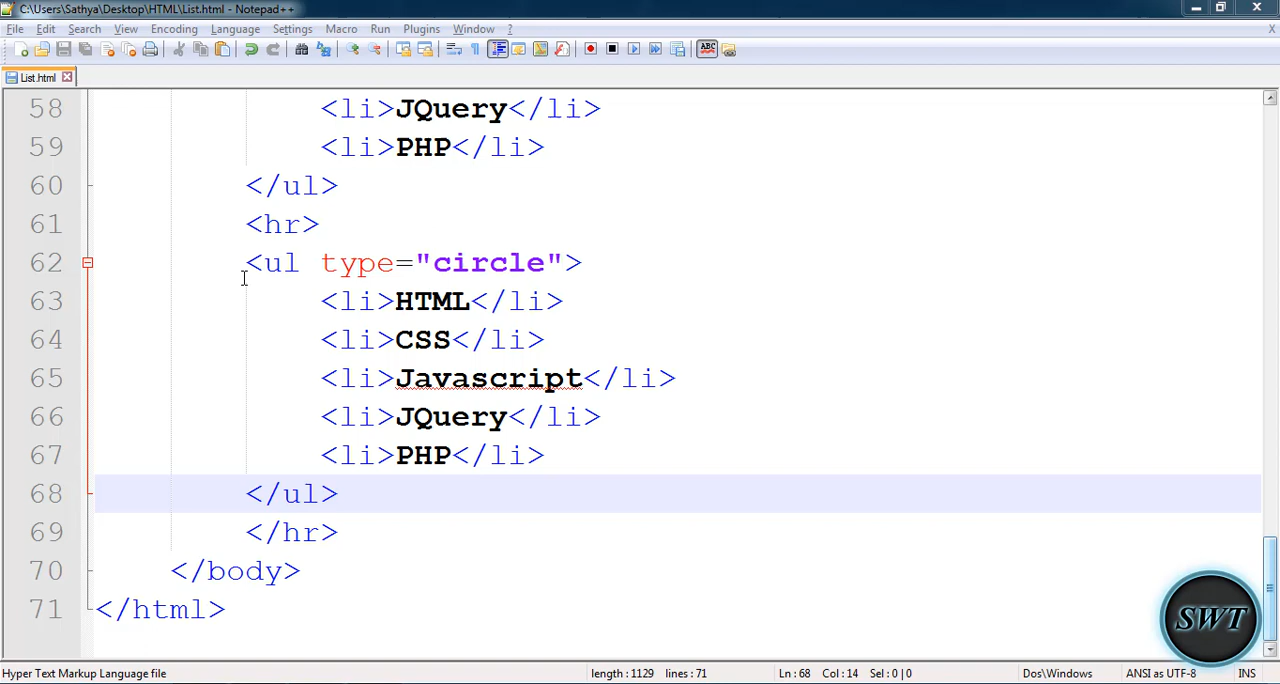 C:\Users\Sathya\Desktop\HTML\List.html - Notepad++
File Edit Search View Encoding Language Settings Macro Run Plugins Window ? X
ABC
List.html
58 <li>JQuery</li>
59 <li>PHP</li>
60 </ul>
61 <hr>
62 <ul type="circle">
63 <li>HTML</li>
64 <li>CSS</li>
65 <li>Javascript</li>
66 <li>JQuery</li>
67 <li>PHP</li>
68 </ul>
69 </hr>
70 </body>
71 </html>
SWT
Hyper Text Markup Language file length : 1129 lines : 71 Ln : 68 Col : 14 Sel : 0 | 0 Dos\Windows ANSI as UTF-8 INS